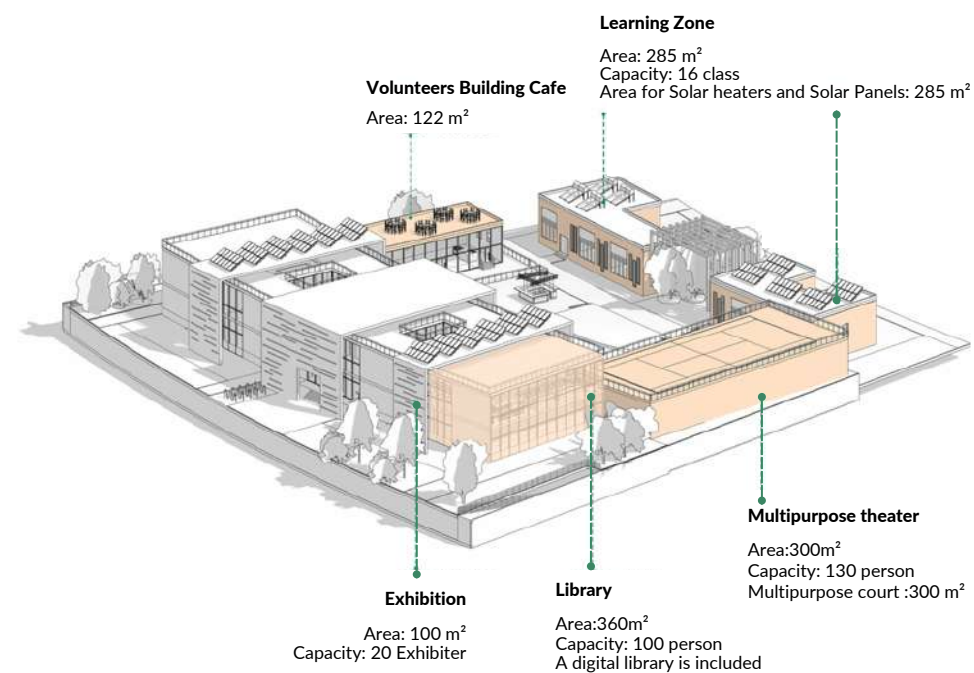 Learning Zone
Area: 285 m²
Capacity: 16 class
Area for Solar heaters and Solar Panels: 285 m²
Volunteers Building Cafe
Area: 122 m²
Multipurpose theater
Area:300m²
Capacity: 130 person
Multipurpose court :300 m²
Library
Area:360m²
Capacity: 100 person
A digital library is included
Exhibition
Area: 100 m²
Capacity: 20 Exhibiter